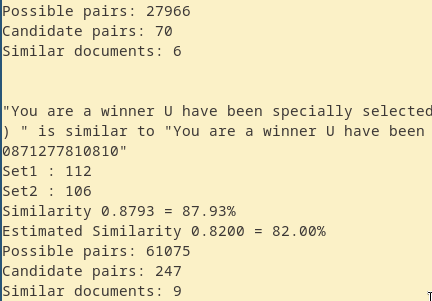 Possible pairs: 27966
Candidate pairs: 70
Similar documents: 6
"You are a winner U have been specially selected
) " is similar to "You are a winner U have been
0871277810810"
Set1 : 112
Set2 : 106
Similarity 0.8793 = 87.93%
Estimated Similarity 0.8200 = 82.00%
Possible pairs: 61075
Candidate pairs: 247
Similar documents: 9